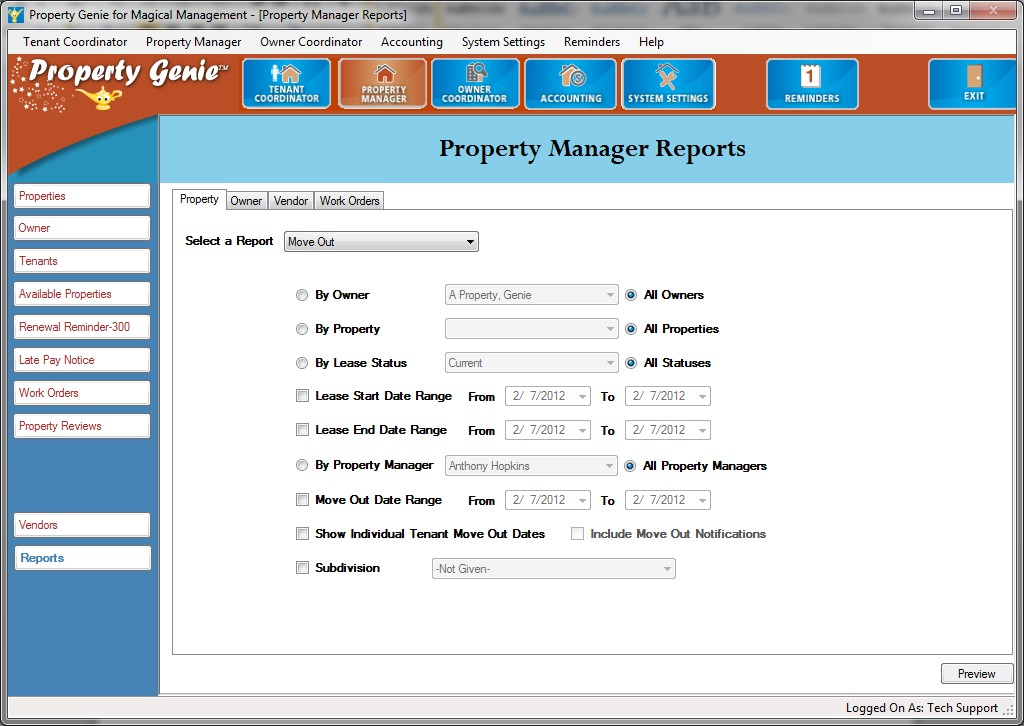 Property Genie for Magical Management - [Property Manager Reports]
Tenant Coordinator Property Manager Owner Coordinator Accounting System Settings Reminders Help
Property Genie™
TENANT COORDINATOR
PROPERTY MANAGER
OWNER COORDINATOR
ACCOUNTING
SYSTEM SETTINGS
1
REMINDERS
EXIT
Property Manager Reports
Properties
Owner
Tenants
Available Properties
Renewal Reminder-300
Late Pay Notice
Work Orders
Property Reviews
Vendors
Reports
Property Owner Vendor Work Orders
Select a Report Move Out
By Owner A Property, Genie All Owners
By Property All Properties
By Lease Status Current All Statuses
Lease Start Date Range From 2/ 7/2012 To 2/ 7/2012
Lease End Date Range From 2/ 7/2012 To 2/ 7/2012
By Property Manager Anthony Hopkins All Property Managers
Move Out Date Range From 2/ 7/2012 To 2/ 7/2012
Show Individual Tenant Move Out Dates Include Move Out Notifications
Subdivision -Not Given-
Preview
Logged On As: Tech Support